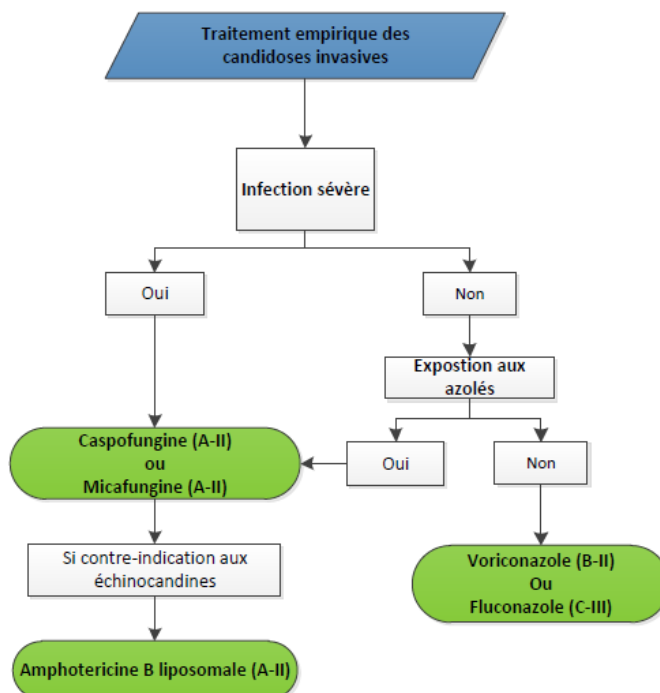 Traitement empirique des
candidoses invasives
Infection sévère
Oui
Non
Expostion aux
azolés
Caspofungine (A-II)
ou
Micafungine (A-II)
Oui
Non
Si contre-indication aux
échinocandines
Voriconazole (B-II)
Ou
Fluconazole (C-III)
Amphotericine B liposomale (A-II)